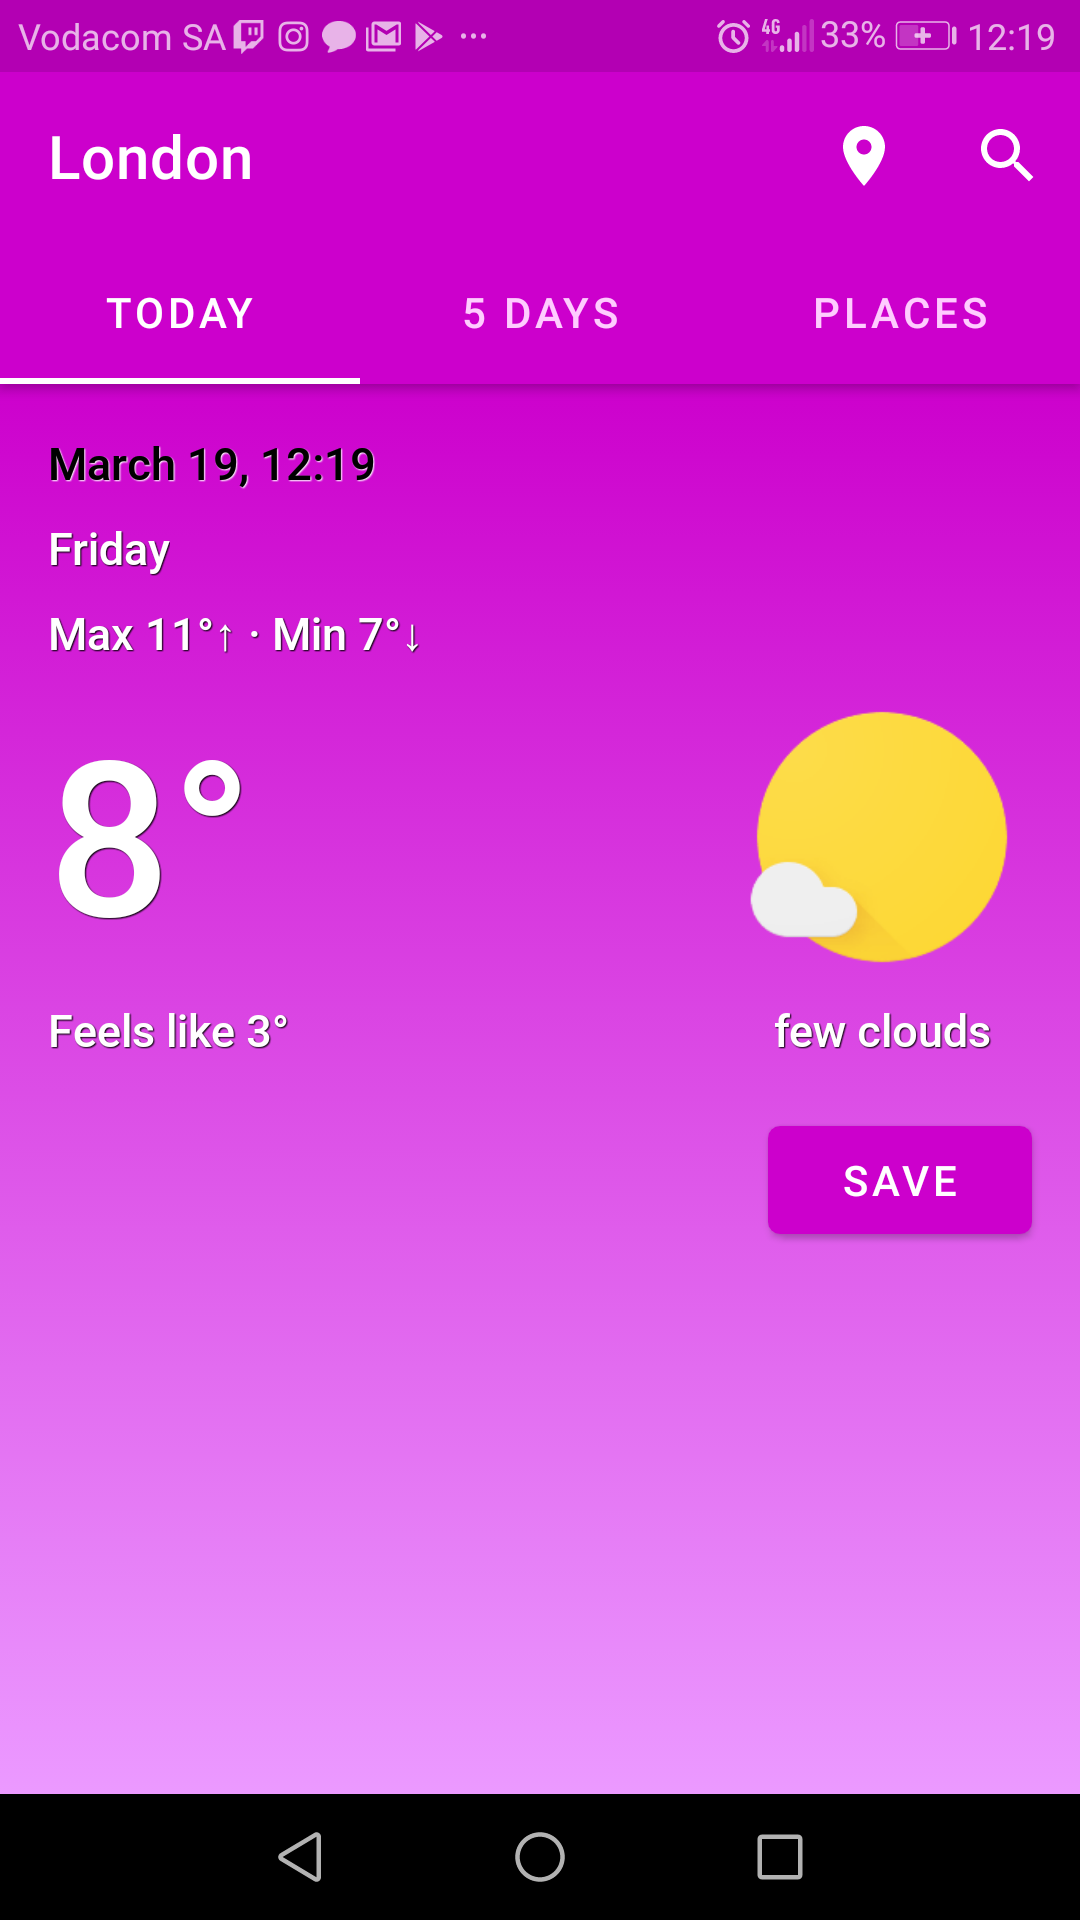 Vodacom SA 4G 33% 12:19
London
TODAY 5 DAYS PLACES
March 19, 12:19
Friday
Max 11°↑ · Min 7°↓
8°
Feels like 3° few clouds
SAVE